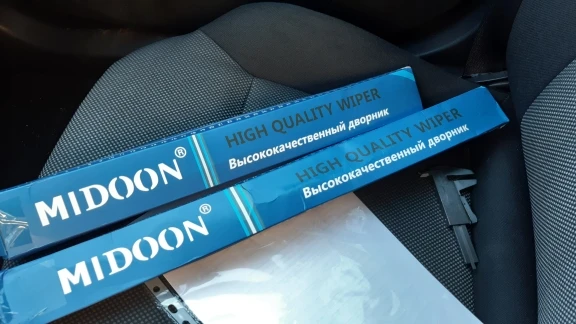 MIDOON®
HIGH QUALITY WIPER
Высококачественный дворник
MIDOON®
HIGH QUALITY WIPER
Высококачественный дворник